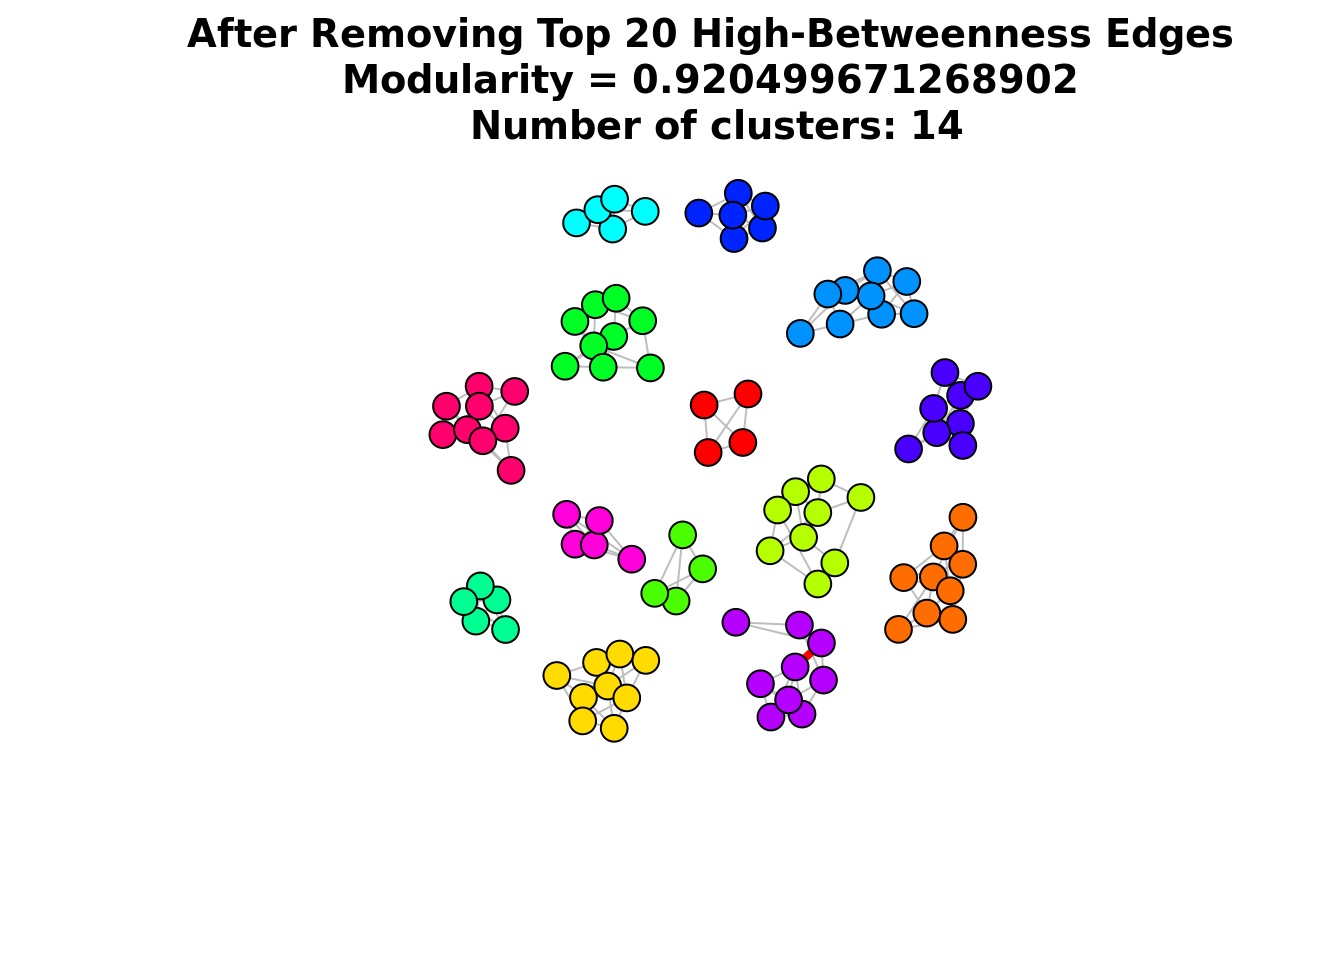 After Removing Top 20 High-Betweenness Edges
Modularity = 0.920499671268902
Number of clusters: 14